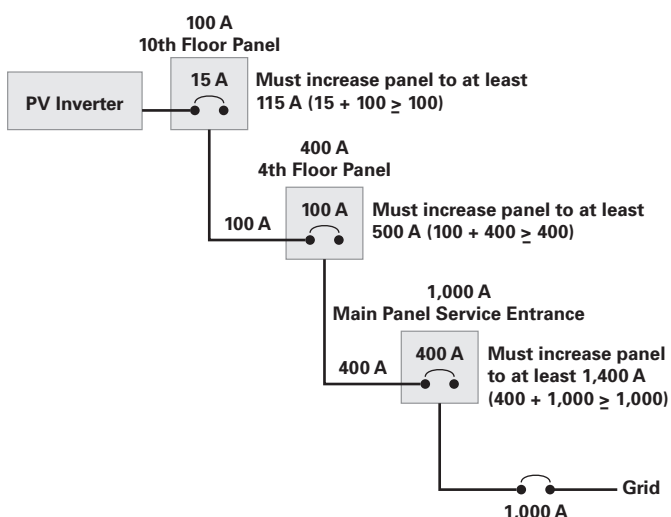 100 A
10th Floor Panel
PV Inverter
15 A
Must increase panel to at least
115 A (15 + 100 ≥ 100)
400 A
4th Floor Panel
100 A
100 A
Must increase panel to at least
500 A (100 + 400 ≥ 400)
1,000 A
Main Panel Service Entrance
400 A
400 A
Must increase panel
to at least 1,400 A
(400 + 1,000 ≥ 1,000)
Grid
1,000 A